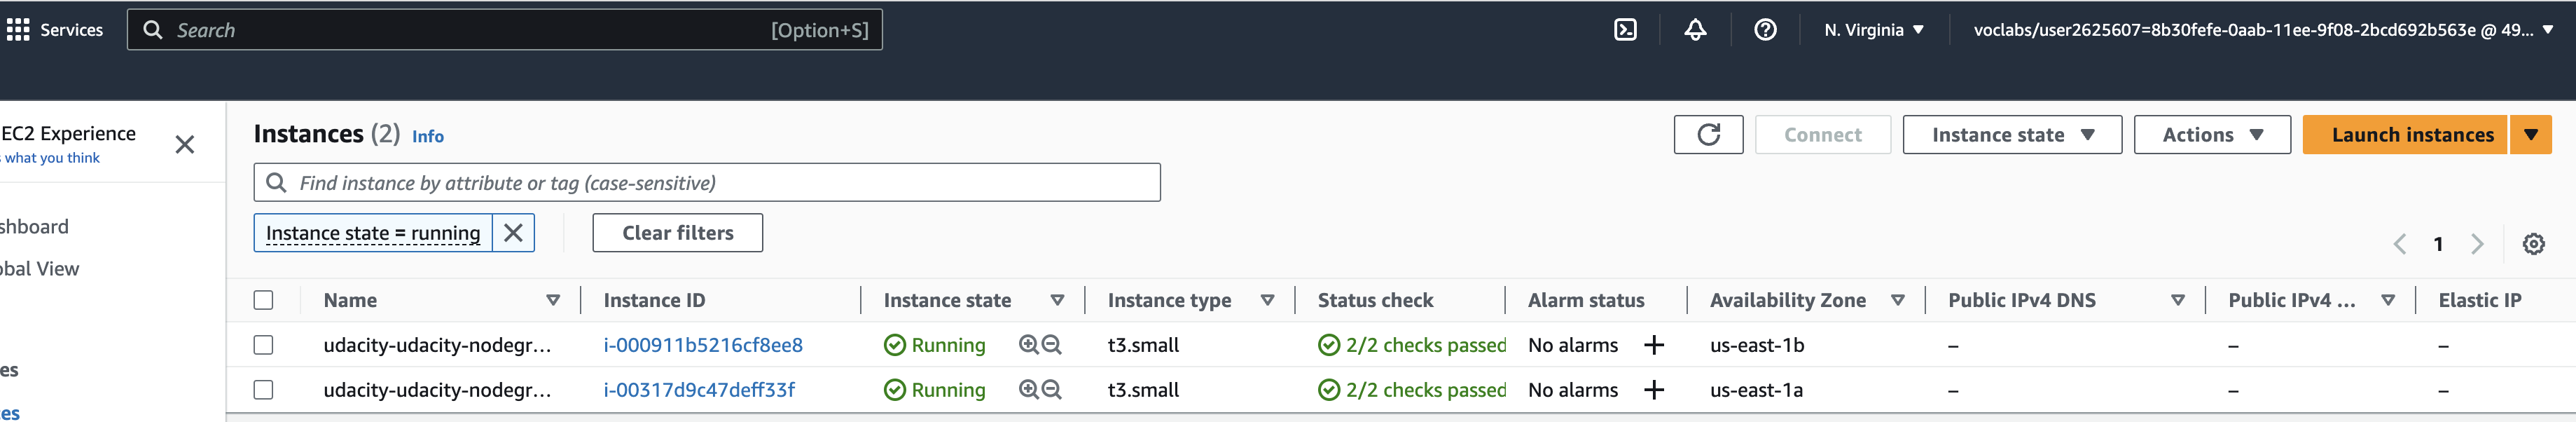 Services Search [Option+S] N. Virginia voclabs/user2625607=8b30fefe-0aab-11ee-9f08-2bcd692b563e @ 49...
EC2 Experience
s what you think
shboard
obal View
es
ces
Instances (2) Info
Connect Instance state Actions Launch instances
Find instance by attribute or tag (case-sensitive)
Instance state = running Clear filters
1
Name Instance ID Instance state Instance type Status check Alarm status Availability Zone Public IPv4 DNS Public IPv4 ... Elastic IP
udacity-udacity-nodegr... i-000911b5216cf8ee8 Running t3.small 2/2 checks passed No alarms + us-east-1b – – –
udacity-udacity-nodegr... i-00317d9c47deff33f Running t3.small 2/2 checks passed No alarms + us-east-1a – – –